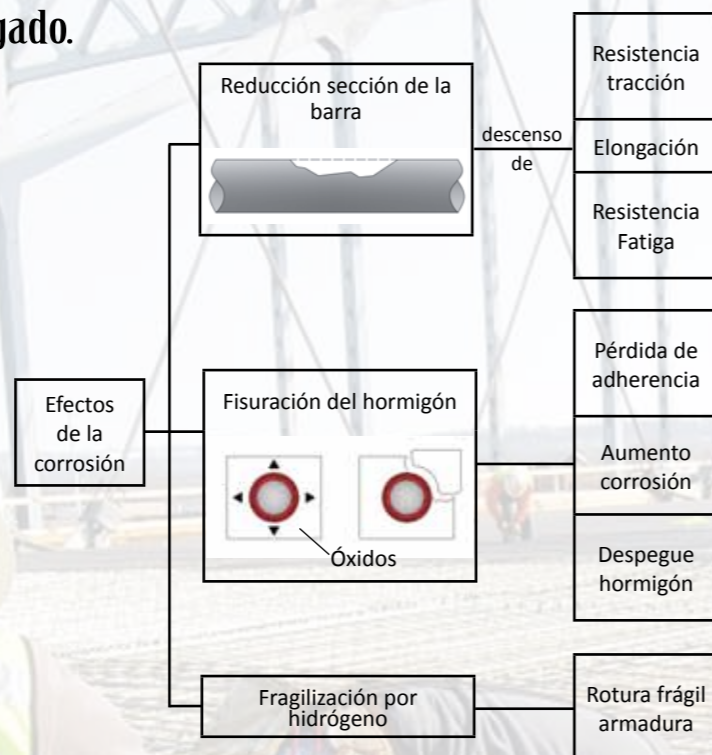 gado.
Efectos
de la
corrosión
Reducción sección de la
barra
descenso
de
Resistencia
tracción
Elongación
Resistencia
Fatiga
Fisuración del hormigón
Óxidos
Pérdida de
adherencia
Aumento
corrosión
Despegue
hormigón
Fragilización por
hidrógeno
Rotura frágil
armadura